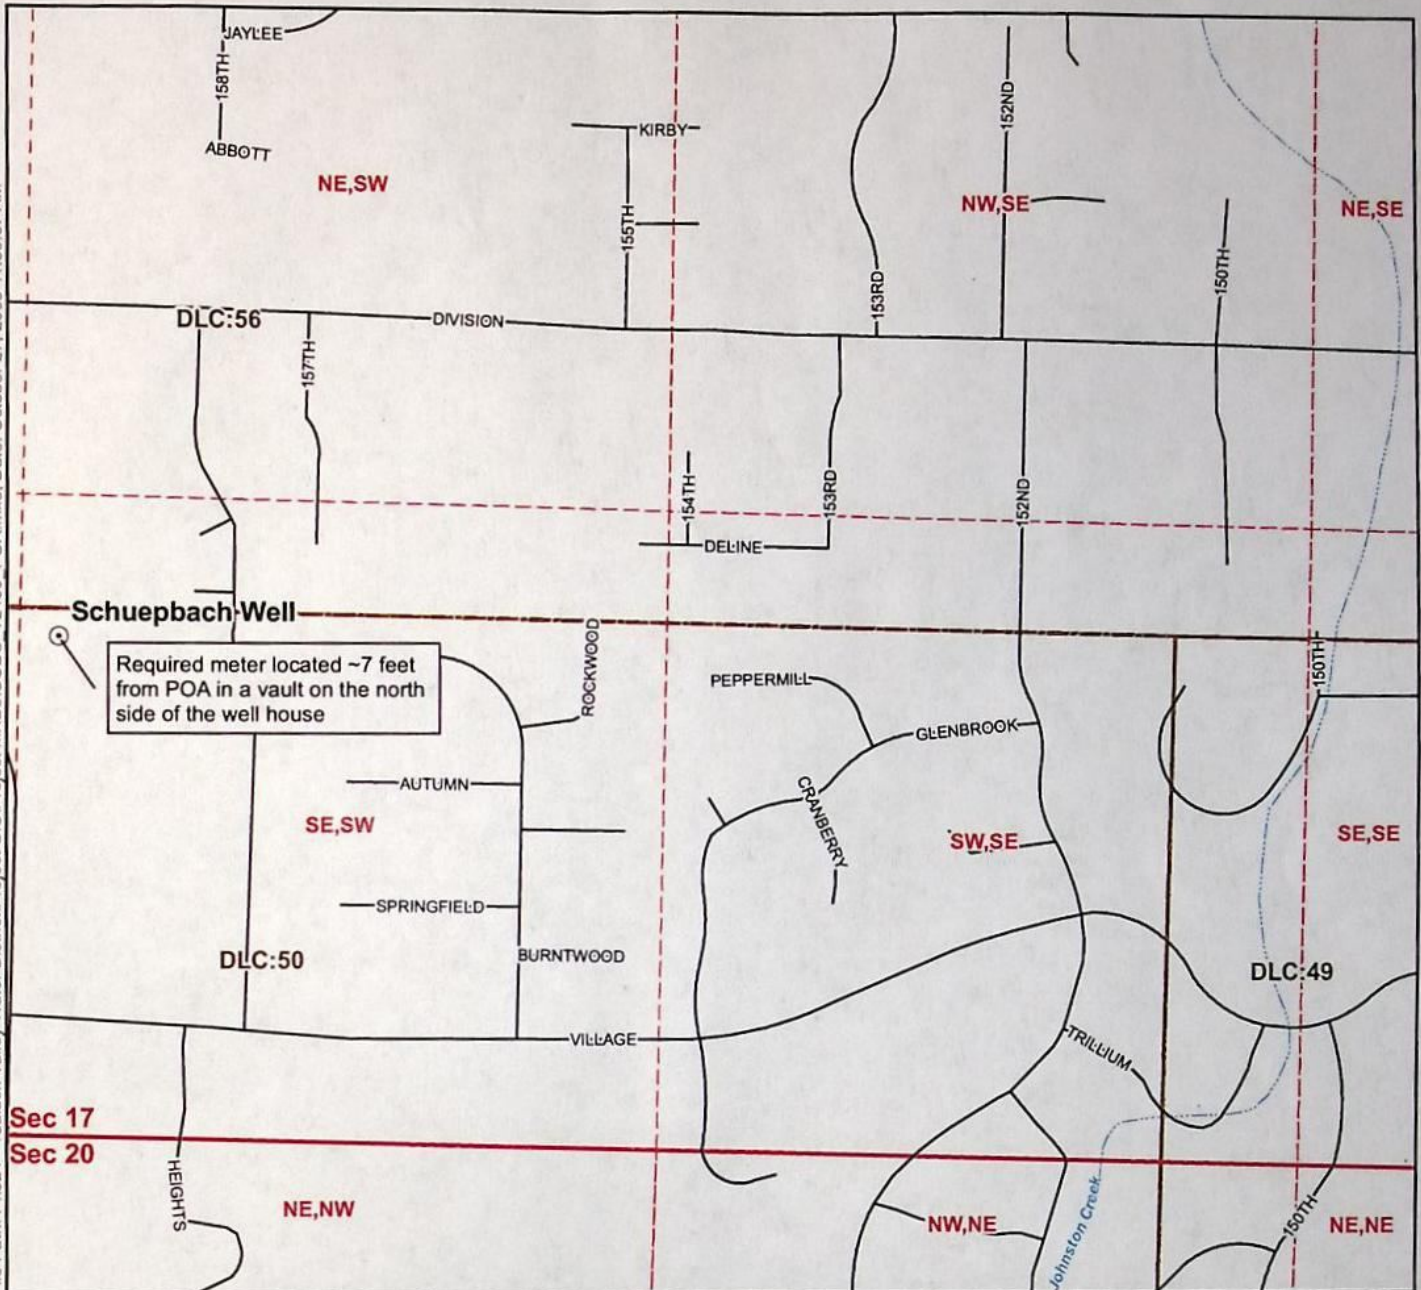 JAYLEE
158TH
ABBOTT
NE,SW
KIRBY
155TH
153RD
152ND
NW,SE
150TH
NE,SE
DLC:56
DIVISION
157TH
154TH
153RD
152ND
DELINE
Schuepbach Well
Required meter located ~7 feet
from POA in a vault on the north
side of the well house
ROCKWOOD
PEPPERMILL
GLENBROOK
150TH
AUTUMN
CRANBERRY
SE,SW
SW,SE
SE,SE
SPRINGFIELD
BURNTWOOD
DLC:50
DLC:49
VILLAGE
TRILLIUM
Sec 17
Sec 20
HEIGHTS
NE,NW
NW,NE
Johnston Creek
150TH
NE,NE